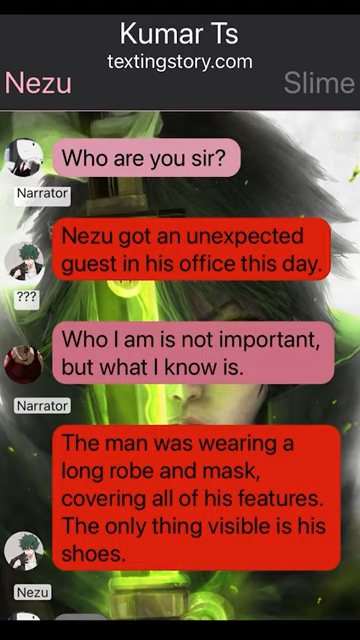 Kumar Ts
textingstory.com
Nezu
Slime
Who are you sir?
Narrator
Nezu got an unexpected
guest in his office this day.
???
Who I am is not important,
but what I know is.
Narrator
The man was wearing a
long robe and mask,
covering all of his features.
The only thing visible is his
shoes.
Nezu